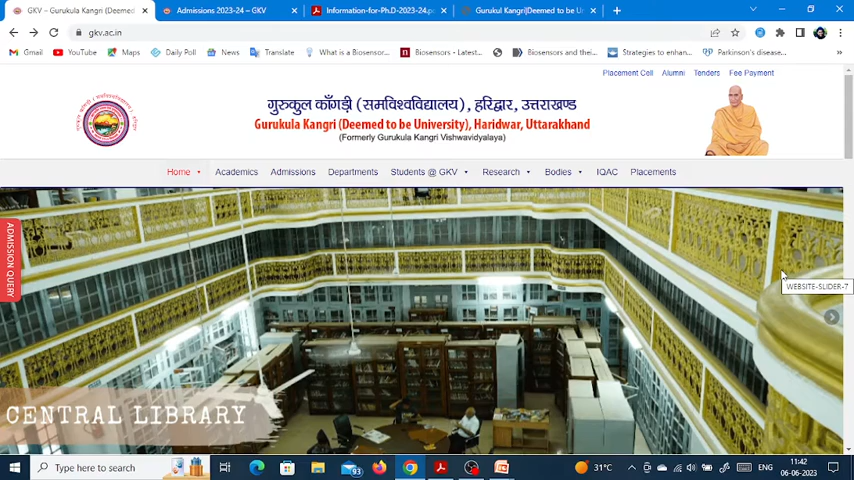 GKV – Gurukula Kangri (Deemed
Admissions 2023-24 – GKV
Information-for-Ph.D-2023-24.p
Gurukul Kangri(Deemed to be Un
gkv.ac.in
Gmail
YouTube
Maps
Daily Poll
News
Translate
What is a Biosensor...
Biosensors - Latest...
Biosensors and thei...
Strategies to enhan...
Parkinson's disease...
Placement Cell
Alumni
Tenders
Fee Payment
गुरुकुल काँगड़ी (समविश्वविद्यालय), हरिद्वार, उत्तराखण्ड
Gurukula Kangri (Deemed to be University), Haridwar, Uttarakhand
(Formerly Gurukula Kangri Vishwavidyalaya)
Home
Academics
Admissions
Departments
Students @ GKV
Research
Bodies
IQAC
Placements
ADMISSION QUERY
WEBSITE-SLIDER-7
CENTRAL LIBRARY
Type here to search
93
31°C
ENG
11:42
06-06-2023